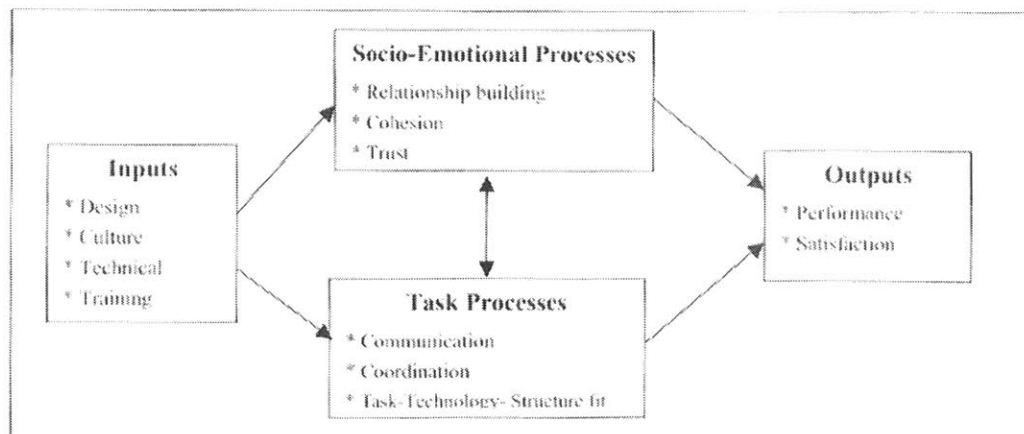 Socio-Emotional Processes
* Relationship building
* Cohesion
* Trust
Inputs
* Design
* Culture
* Technical
* Training
Outputs
* Performance
* Satisfaction
Task Processes
* Communication
* Coordination
* Task-Technology- Structure fit